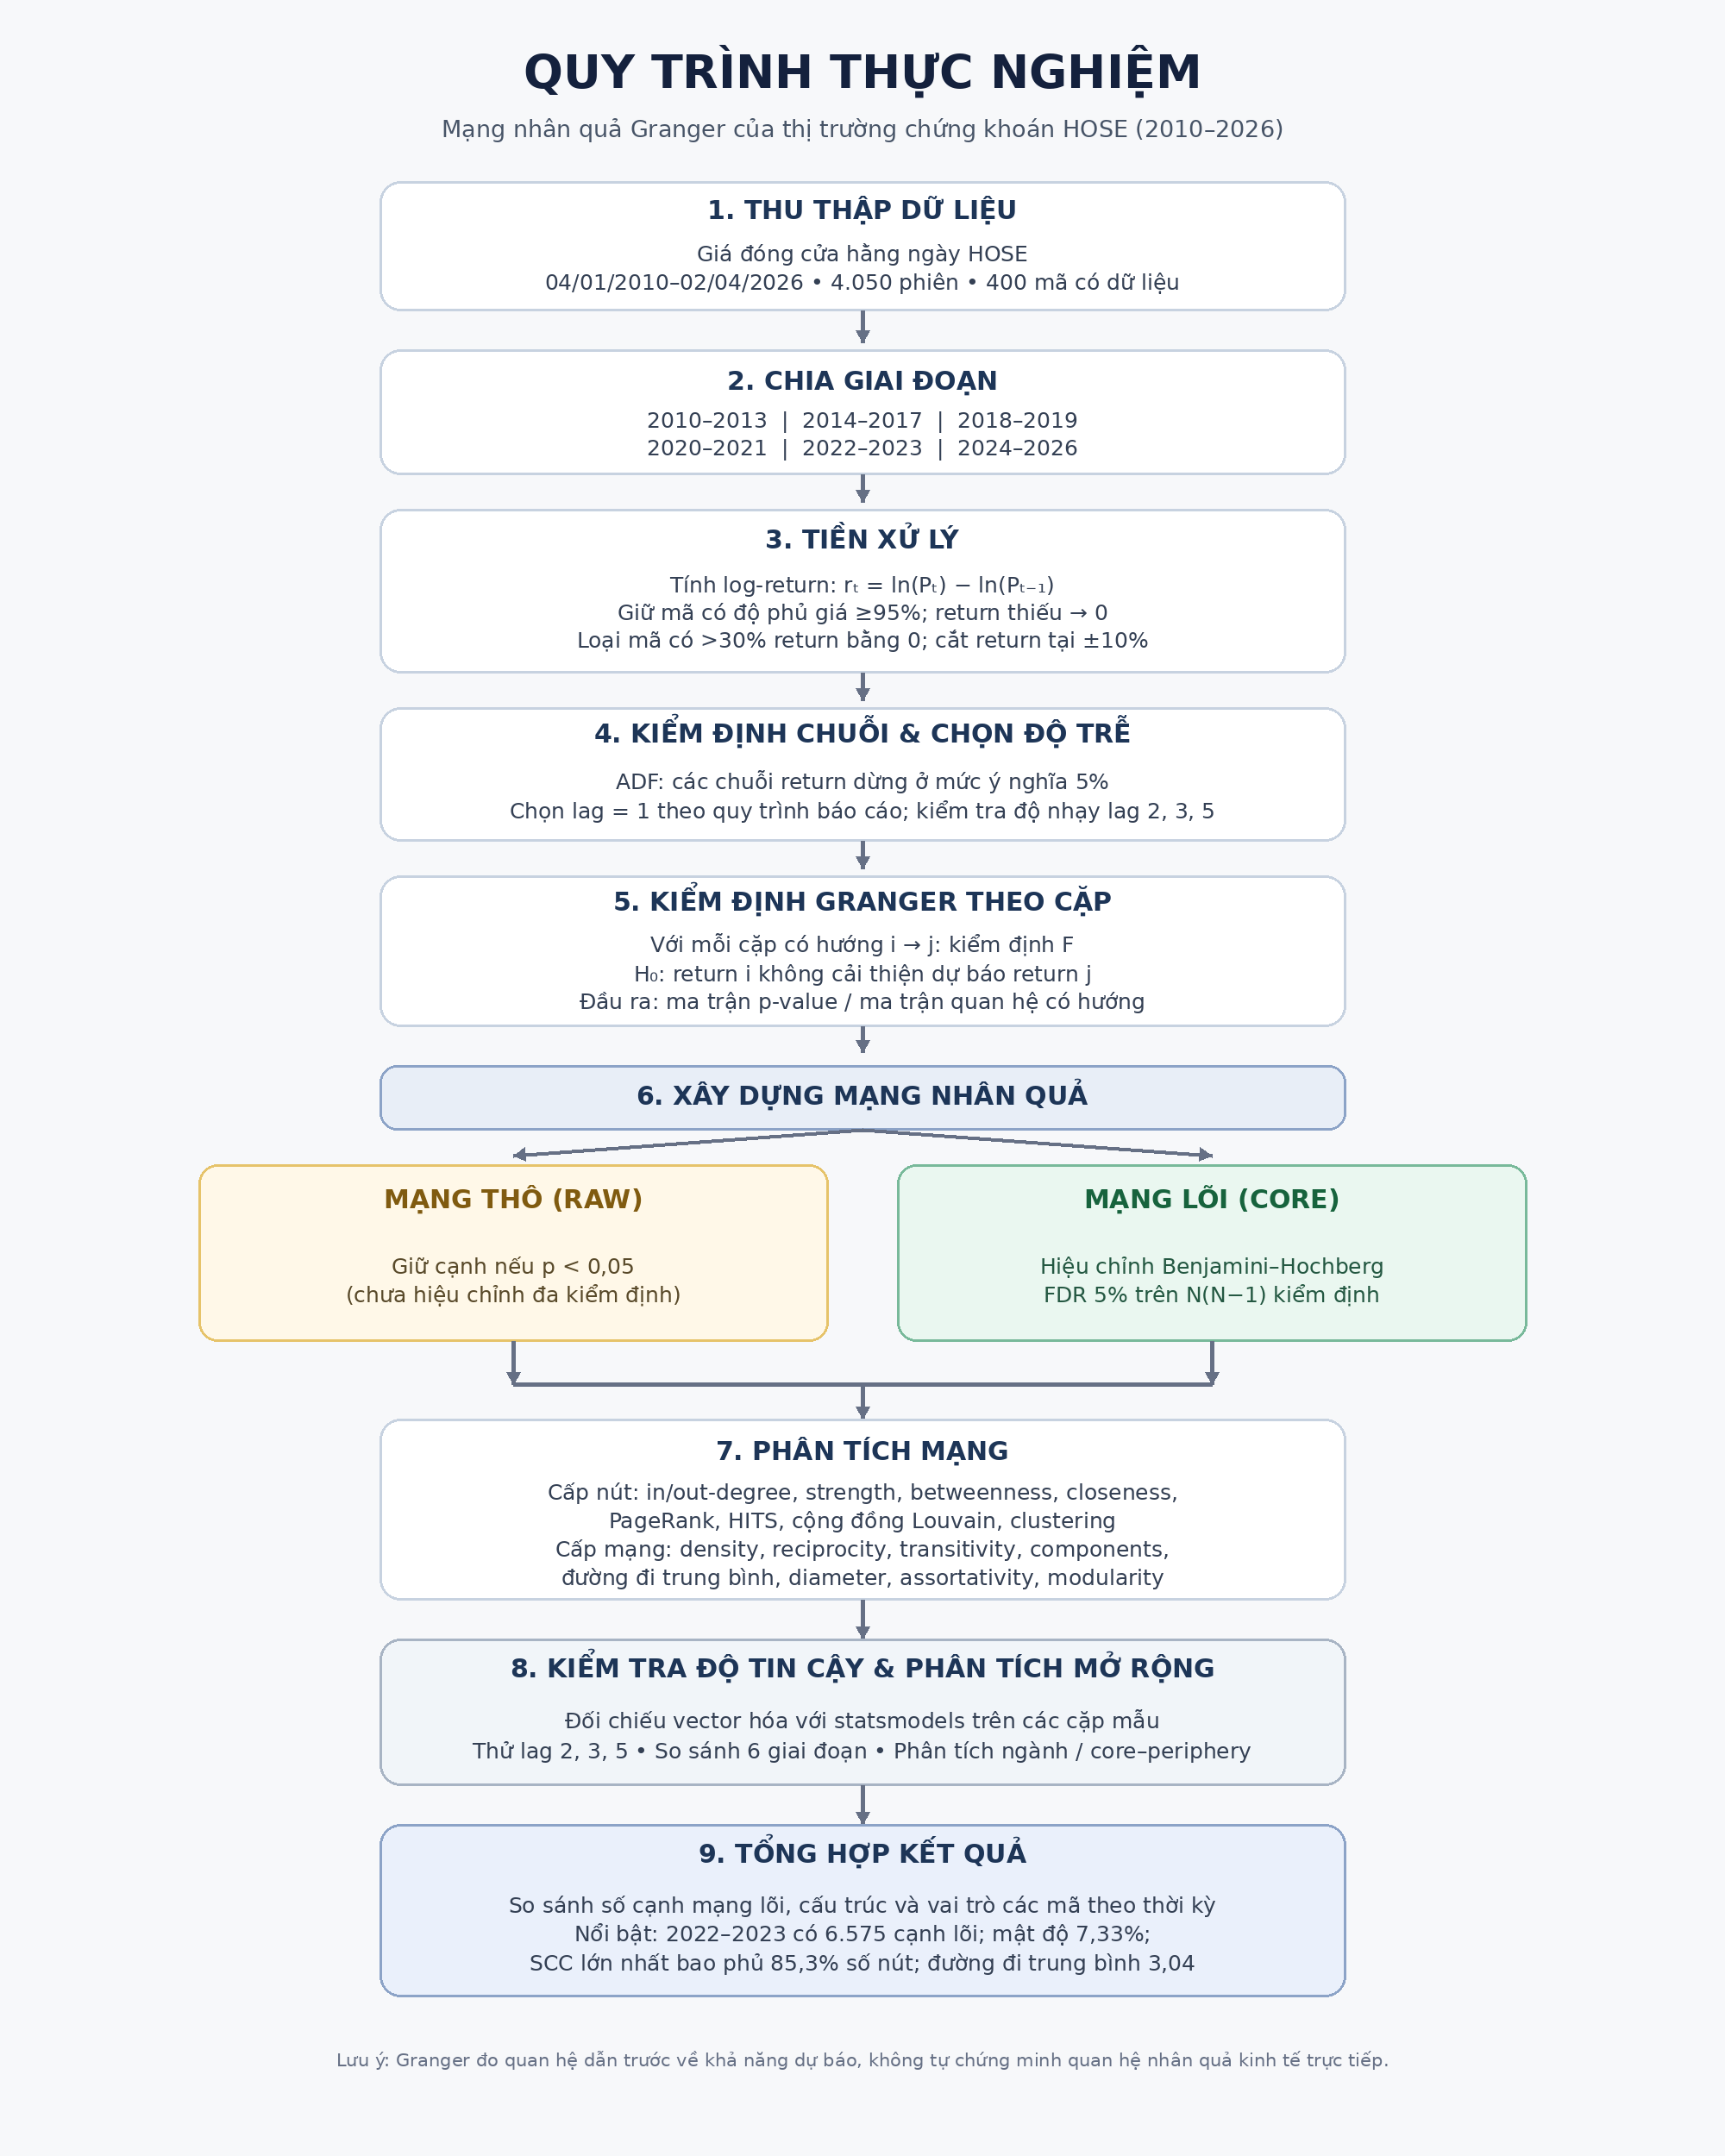 QUY TRÌNH THỰC NGHIỆM
Mạng nhân quả Granger của thị trường chứng khoán HOSE (2010–2026)
1. THU THẬP DỮ LIỆU
Giá đóng cửa hằng ngày HOSE
04/01/2010–02/04/2026 • 4.050 phiên • 400 mã có dữ liệu
2. CHIA GIAI ĐOẠN
2010–2013 | 2014–2017 | 2018–2019
2020–2021 | 2022–2023 | 2024–2026
3. TIỀN XỬ LÝ
Tính log-return: rₜ = ln(Pₜ) − ln(Pₜ₋₁)
Giữ mã có độ phủ giá ≥95%; return thiếu → 0
Loại mã có >30% return bằng 0; cắt return tại ±10%
4. KIỂM ĐỊNH CHUỖI & CHỌN ĐỘ TRỄ
ADF: các chuỗi return dừng ở mức ý nghĩa 5%
Chọn lag = 1 theo quy trình báo cáo; kiểm tra độ nhạy lag 2, 3, 5
5. KIỂM ĐỊNH GRANGER THEO CẶP
Với mỗi cặp có hướng i → j: kiểm định F
H₀: return i không cải thiện dự báo return j
Đầu ra: ma trận p-value / ma trận quan hệ có hướng
6. XÂY DỰNG MẠNG NHÂN QUẢ
MẠNG THÔ (RAW)
Giữ cạnh nếu p < 0,05
(chưa hiệu chỉnh đa kiểm định)
MẠNG LÕI (CORE)
Hiệu chỉnh Benjamini–Hochberg
FDR 5% trên N(N−1) kiểm định
7. PHÂN TÍCH MẠNG
Cấp nút: in/out-degree, strength, betweenness, closeness,
PageRank, HITS, cộng đồng Louvain, clustering
Cấp mạng: density, reciprocity, transitivity, components,
đường đi trung bình, diameter, assortativity, modularity
8. KIỂM TRA ĐỘ TIN CẬY & PHÂN TÍCH MỞ RỘNG
Đối chiếu vector hóa với statsmodels trên các cặp mẫu
Thử lag 2, 3, 5 • So sánh 6 giai đoạn • Phân tích ngành / core–periphery
9. TỔNG HỢP KẾT QUẢ
So sánh số cạnh mạng lõi, cấu trúc và vai trò các mã theo thời kỳ
Nổi bật: 2022–2023 có 6.575 cạnh lõi; mật độ 7,33%;
SCC lớn nhất bao phủ 85,3% số nút; đường đi trung bình 3,04
Lưu ý: Granger đo quan hệ dẫn trước về khả năng dự báo, không tự chứng minh quan hệ nhân quả kinh tế trực tiếp.